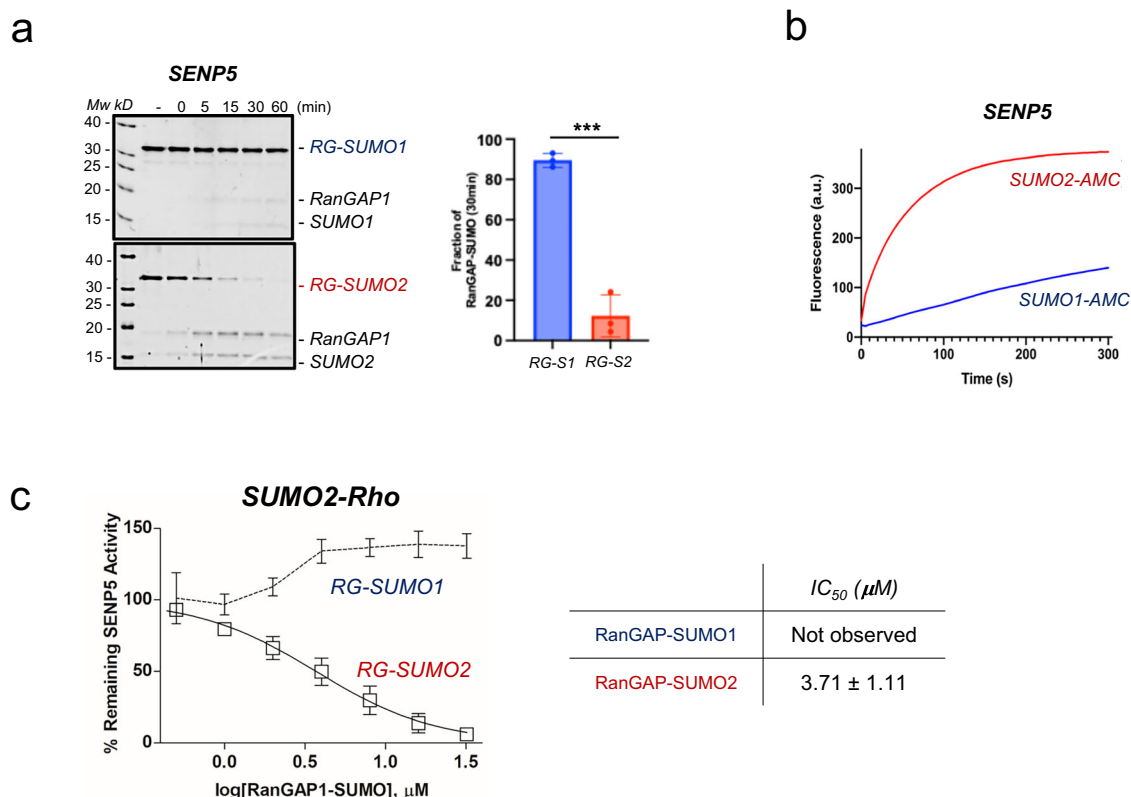 a
SENP5
Mw kD - 0 5 15 30 60 (min)
40 -
30 -
25 -
20 -
15 -
- RG-SUMO1
- RanGAP1
- SUMO1
40 -
30 -
25 -
20 -
15 -
- RG-SUMO2
- RanGAP1
- SUMO2
Fraction of
RanGAP-SUMO (30min)
100
80
60
40
20
0
***
RG-S1 RG-S2
b
SENP5
Fluorescence (a.u.)
300
200
100
0
SUMO2-AMC
SUMO1-AMC
0 100 200 300
Time (s)
c
SUMO2-Rho
% Remaining SENP5 Activity
150
100
50
0
RG-SUMO1
RG-SUMO2
0.0 0.5 1.0 1.5
log[RanGAP1-SUMO], μM
IC50 (μM)
RanGAP-SUMO1 Not observed
RanGAP-SUMO2 3.71 ± 1.11